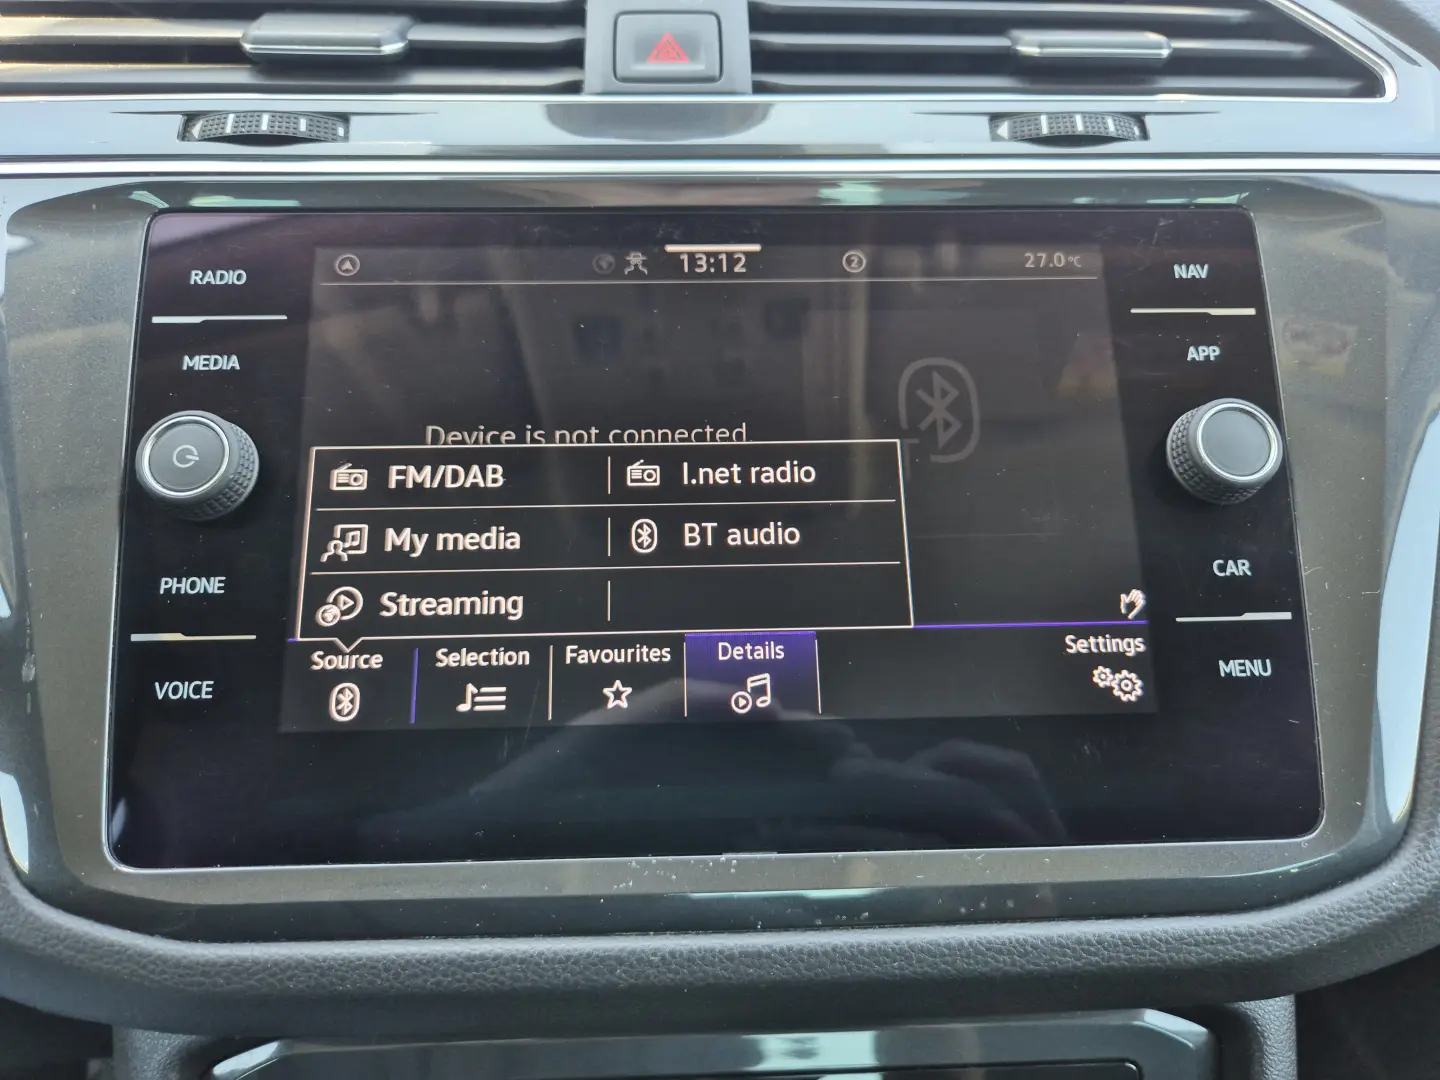 RADIO
MEDIA
PHONE
VOICE
13:12
2
27.0°C
Device is not connected.
FM/DAB
I.net radio
My media
BT audio
Streaming
Source
Selection
Favourites
Details
Settings
NAV
APP
CAR
MENU